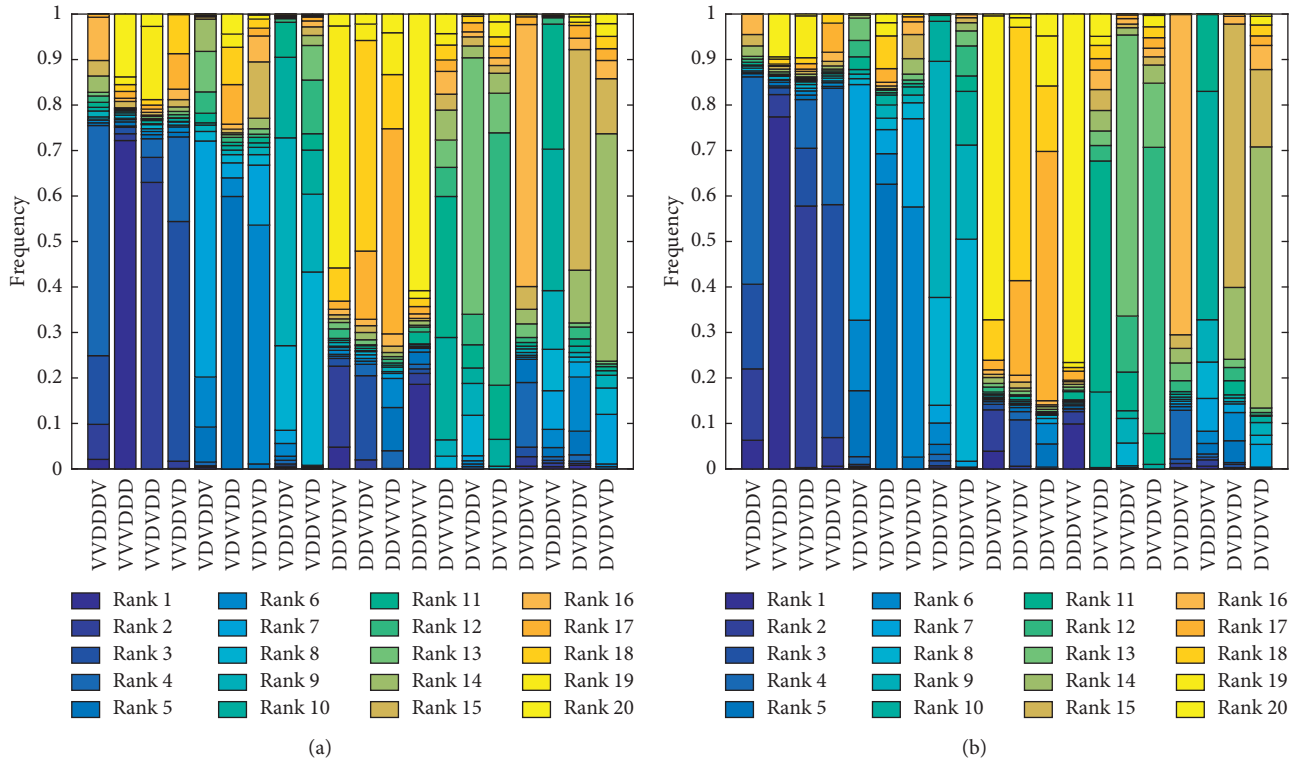 1
0.9
0.8
0.7
0.6
0.5
0.4
0.3
0.2
0.1
0
Frequency
VVDDDV VVVDDD VVDVDD VVDDVD VDVDDV VDVVDD VDVDVD VDDVDV VDDVVD DDVDVV DDVVDV DDVVVD DDDVVV DVVVDD DVVDDV DVVDVD DVDDVV VDDDVV DVDVDV DVDVVD
Rank 1 Rank 6 Rank 11 Rank 16
Rank 2 Rank 7 Rank 12 Rank 17
Rank 3 Rank 8 Rank 13 Rank 18
Rank 4 Rank 9 Rank 14 Rank 19
Rank 5 Rank 10 Rank 15 Rank 20
(a)
1
0.9
0.8
0.7
0.6
0.5
0.4
0.3
0.2
0.1
0
Frequency
VVDDDV VVVDDD VVDVDD VVDDVD VDVDDV VDVVDD VDVDVD VDDVDV VDDVVD DDVDVV DDVVDV DDVVVD DDDVVV DVVVDD DVVDDV DVVDVD DVDDVV VDDDVV DVDVDV DVDVVD
Rank 1 Rank 6 Rank 11 Rank 16
Rank 2 Rank 7 Rank 12 Rank 17
Rank 3 Rank 8 Rank 13 Rank 18
Rank 4 Rank 9 Rank 14 Rank 19
Rank 5 Rank 10 Rank 15 Rank 20
(b)